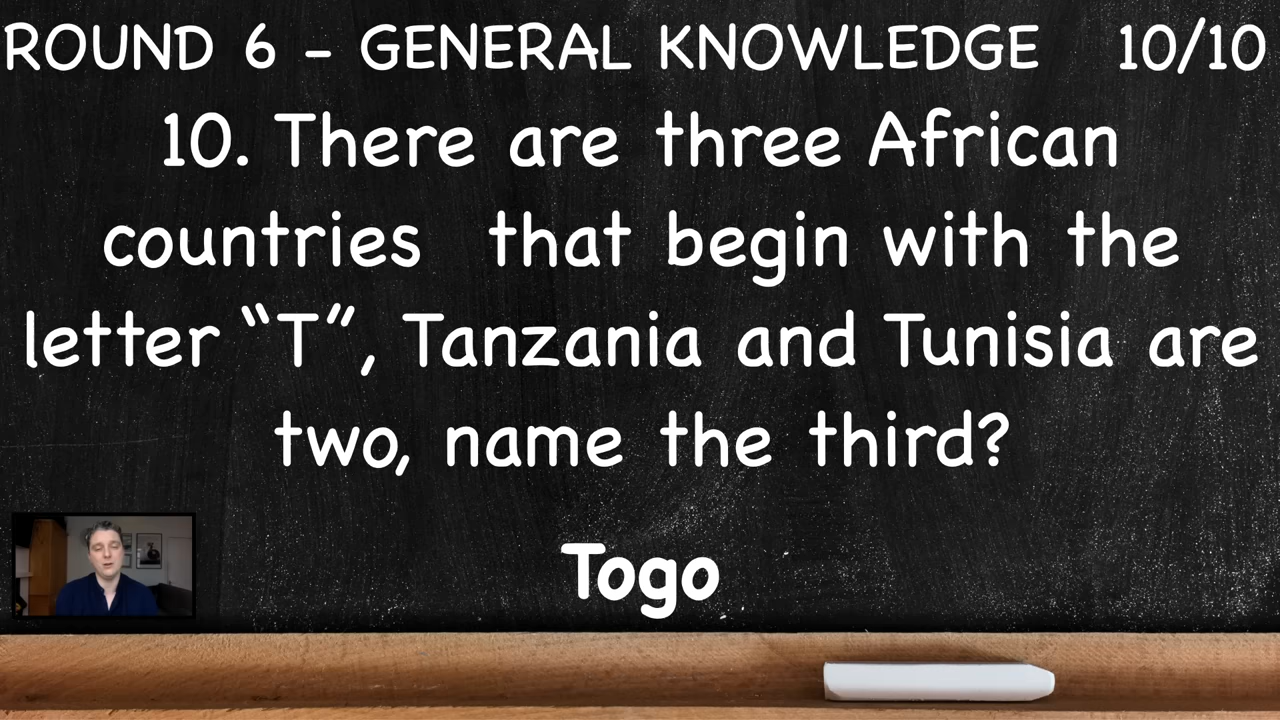 ROUND 6 - GENERAL KNOWLEDGE 10/10
10. There are three African
countries that begin with the
letter “T”, Tanzania and Tunisia are
two, name the third?
Togo